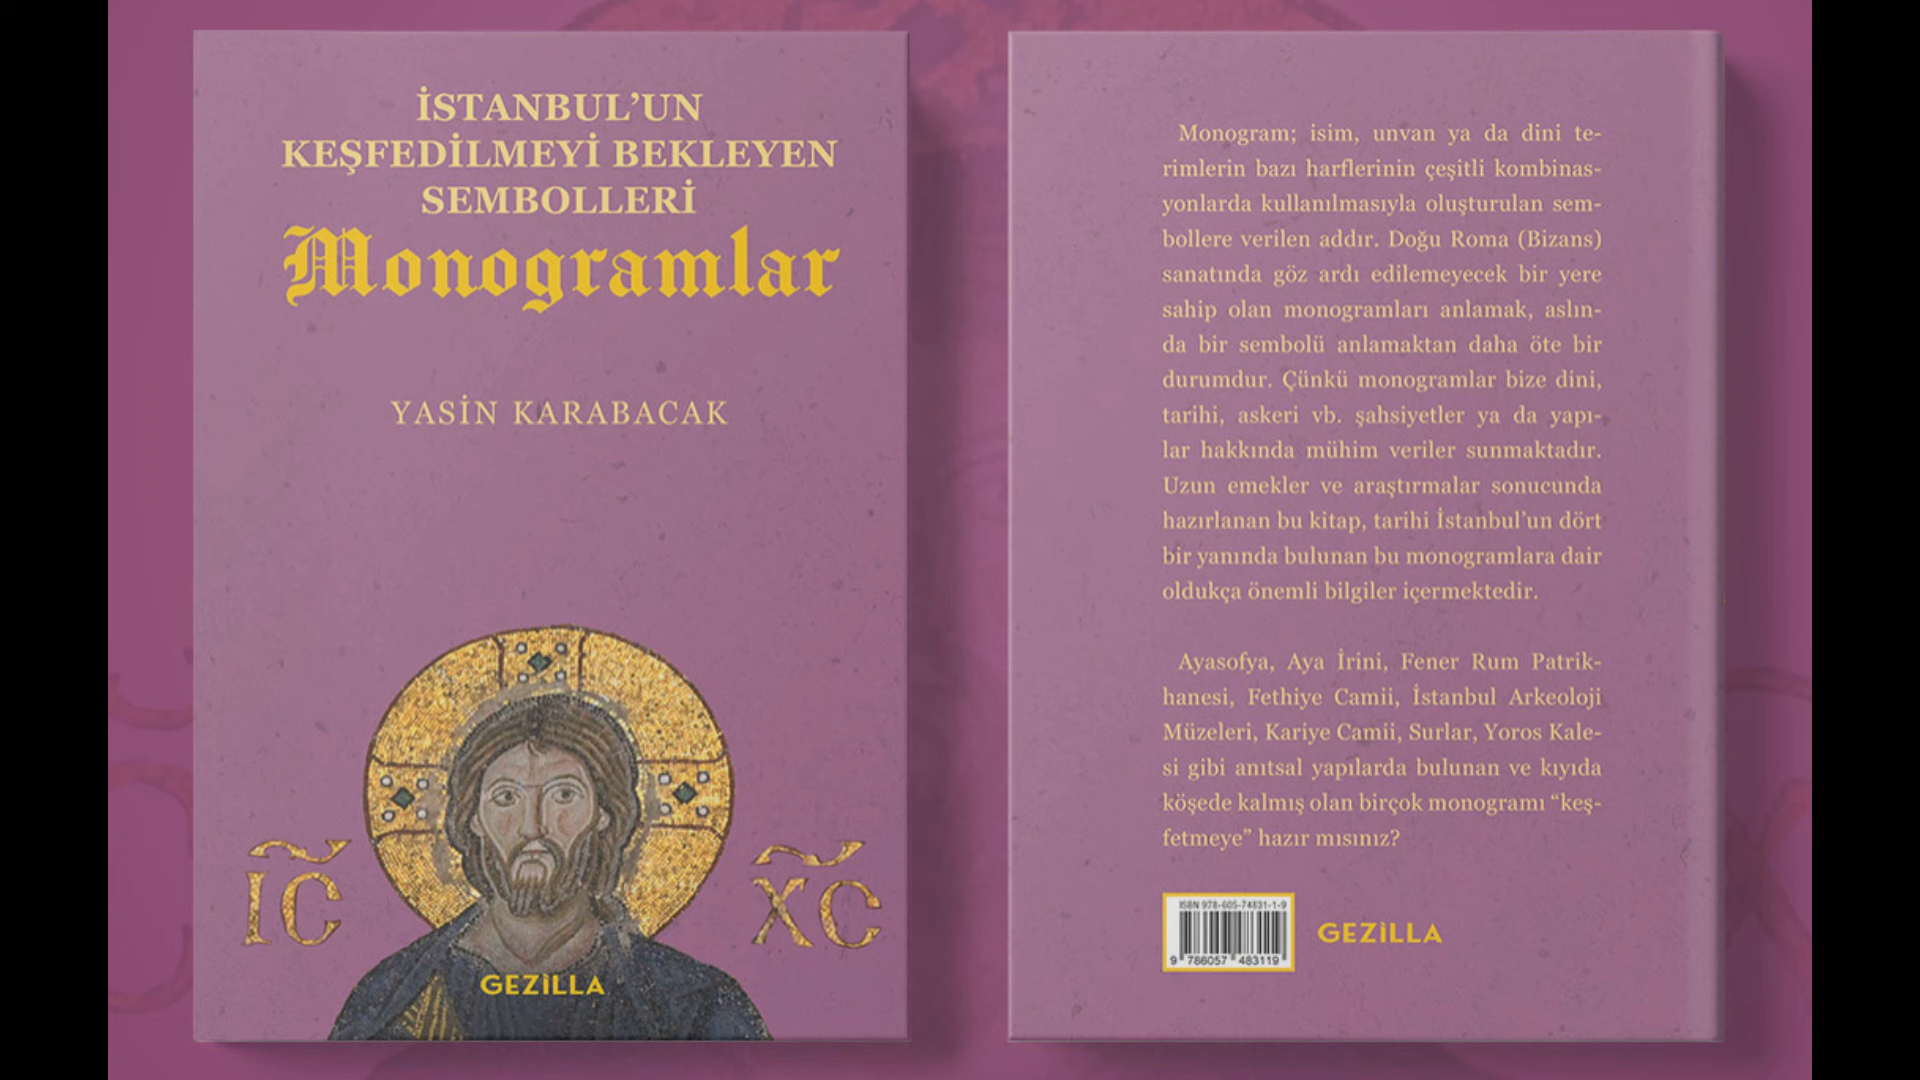 İSTANBUL’UN
KEŞFEDİLMEYİ BEKLEYEN
SEMBOLLERİ
Monogramlar
YASİN KARABACAK
IC
XC
GEZİLLA
Monogram; isim, unvan ya da dini te-
rimlerin bazı harflerinin çeşitli kombinas-
yonlarda kullanılmasıyla oluşturulan sem-
bollere verilen addır. Doğu Roma (Bizans)
sanatında göz ardı edilemeyecek bir yere
sahip olan monogramları anlamak, aslın-
da bir sembolü anlamaktan daha öte bir
durumdur. Çünkü monogramlar bize dini,
tarihi, askeri vb. şahsiyetler ya da yapı-
lar hakkında mühim veriler sunmaktadır.
Uzun emekler ve araştırmalar sonucunda
hazırlanan bu kitap, tarihi İstanbul’un dört
bir yanında bulunan bu monogramlara dair
oldukça önemli bilgiler içermektedir.
Ayasofya, Aya İrini, Fener Rum Patrik-
hanesi, Fethiye Camii, İstanbul Arkeoloji
Müzeleri, Kariye Camii, Surlar, Yoros Kale-
si gibi anıtsal yapılarda bulunan ve kıyıda
köşede kalmış olan birçok monogramı “keş-
fetmeye” hazır mısınız?
ISBN 978-605-74831-1-9
9 786057 483119
GEZİLLA